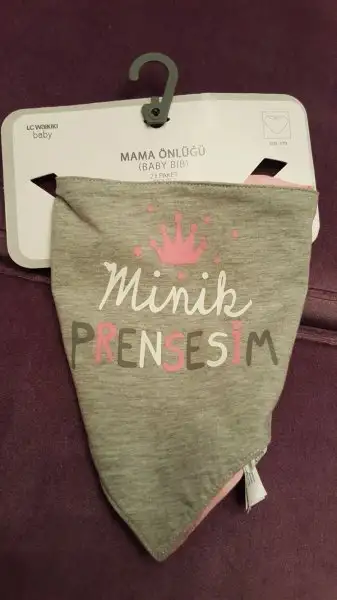 LC WAIKIKI
baby
MAMA ÖNLÜĞÜ
(BABY BIB)
Minik
PRENSESİM